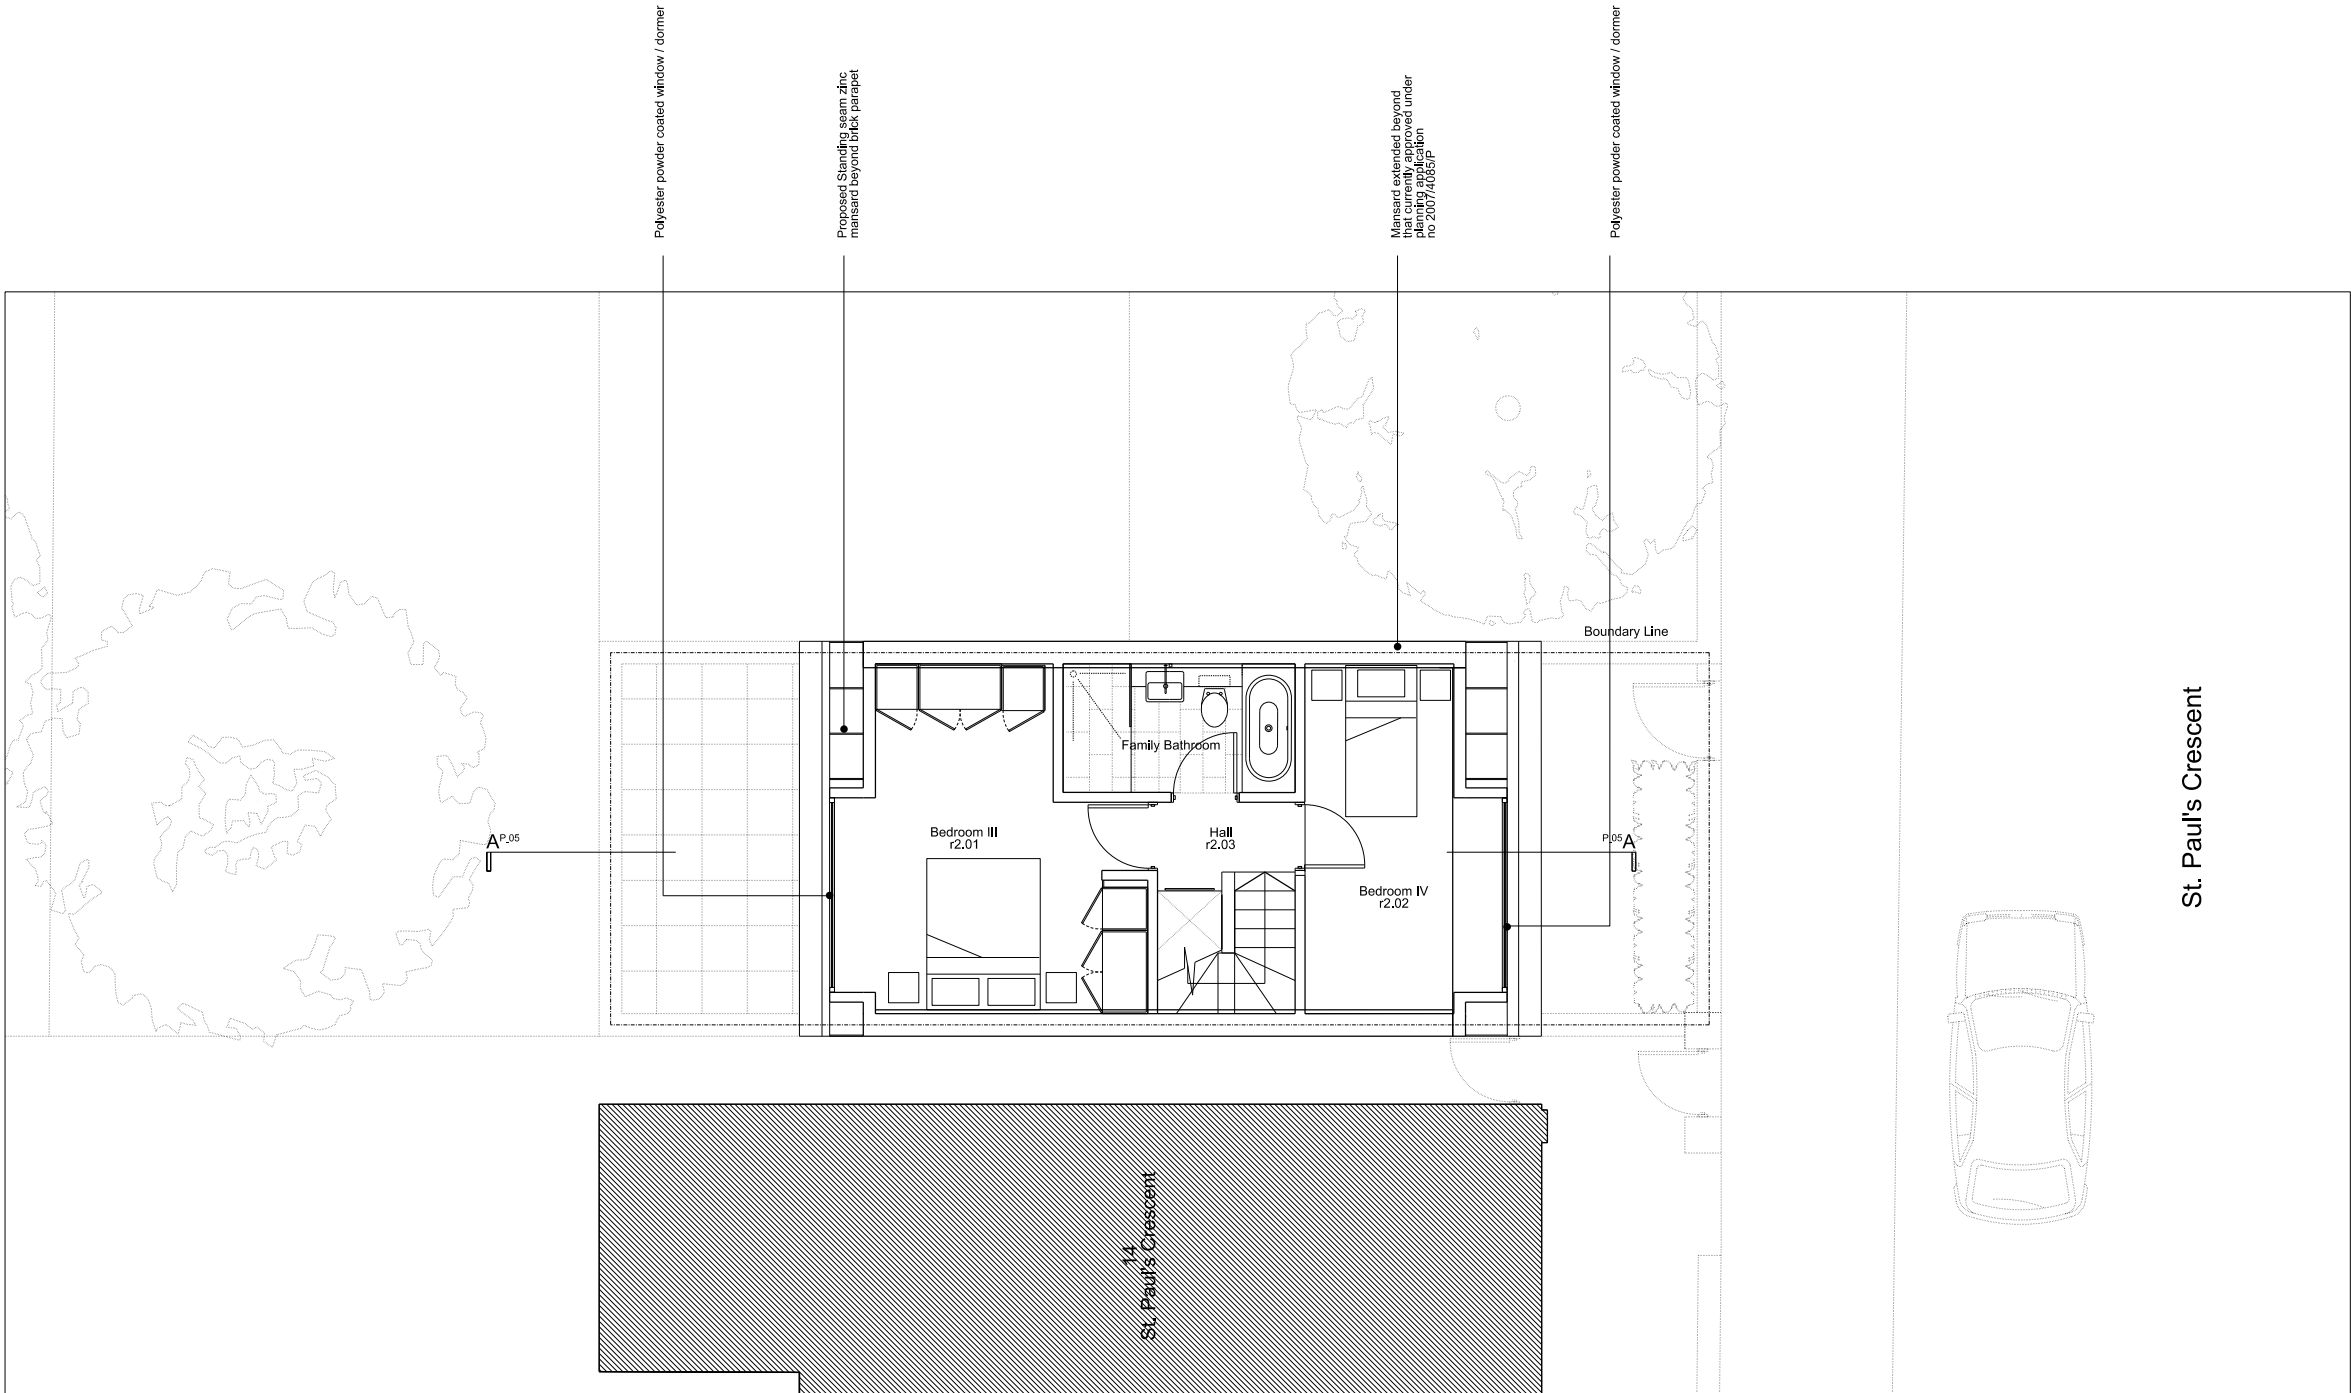 Polyester powder coated window / dormer
Proposed Standing seam zinc
mansard beyond brick parapet
Mansard extended beyond
that currently approved under
planning application
no 2007/4085/P
Polyester powder coated window / dormer
Boundary Line
Family Bathroom
Bedroom III
r2.01
Hall
r2.03
Bedroom IV
r2.02
A P_05
P_05 A
St. Paul's Crescent
14
St. Paul's Crescent